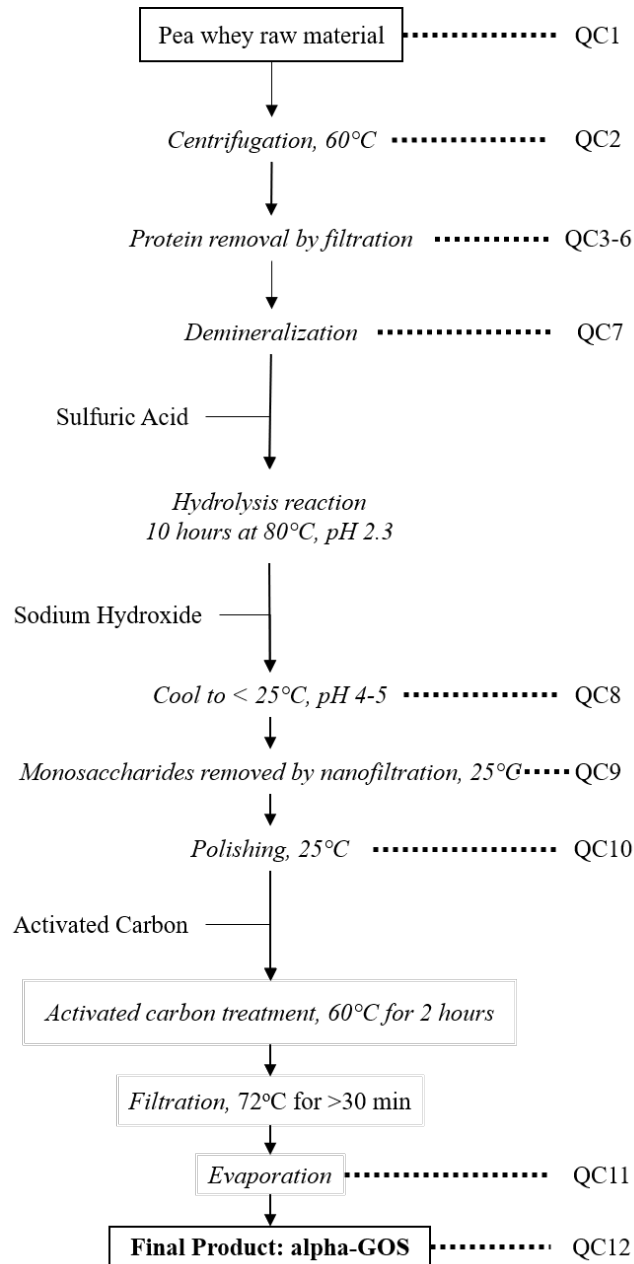 Pea whey raw material QC1
Centrifugation, 60°C QC2
Protein removal by filtration QC3-6
Demineralization QC7
Sulfuric Acid
Hydrolysis reaction
10 hours at 80°C, pH 2.3
Sodium Hydroxide
Cool to < 25°C, pH 4-5 QC8
Monosaccharides removed by nanofiltration, 25°C QC9
Polishing, 25°C QC10
Activated Carbon
Activated carbon treatment, 60°C for 2 hours
Filtration, 72°C for >30 min
Evaporation QC11
Final Product: alpha-GOS QC12